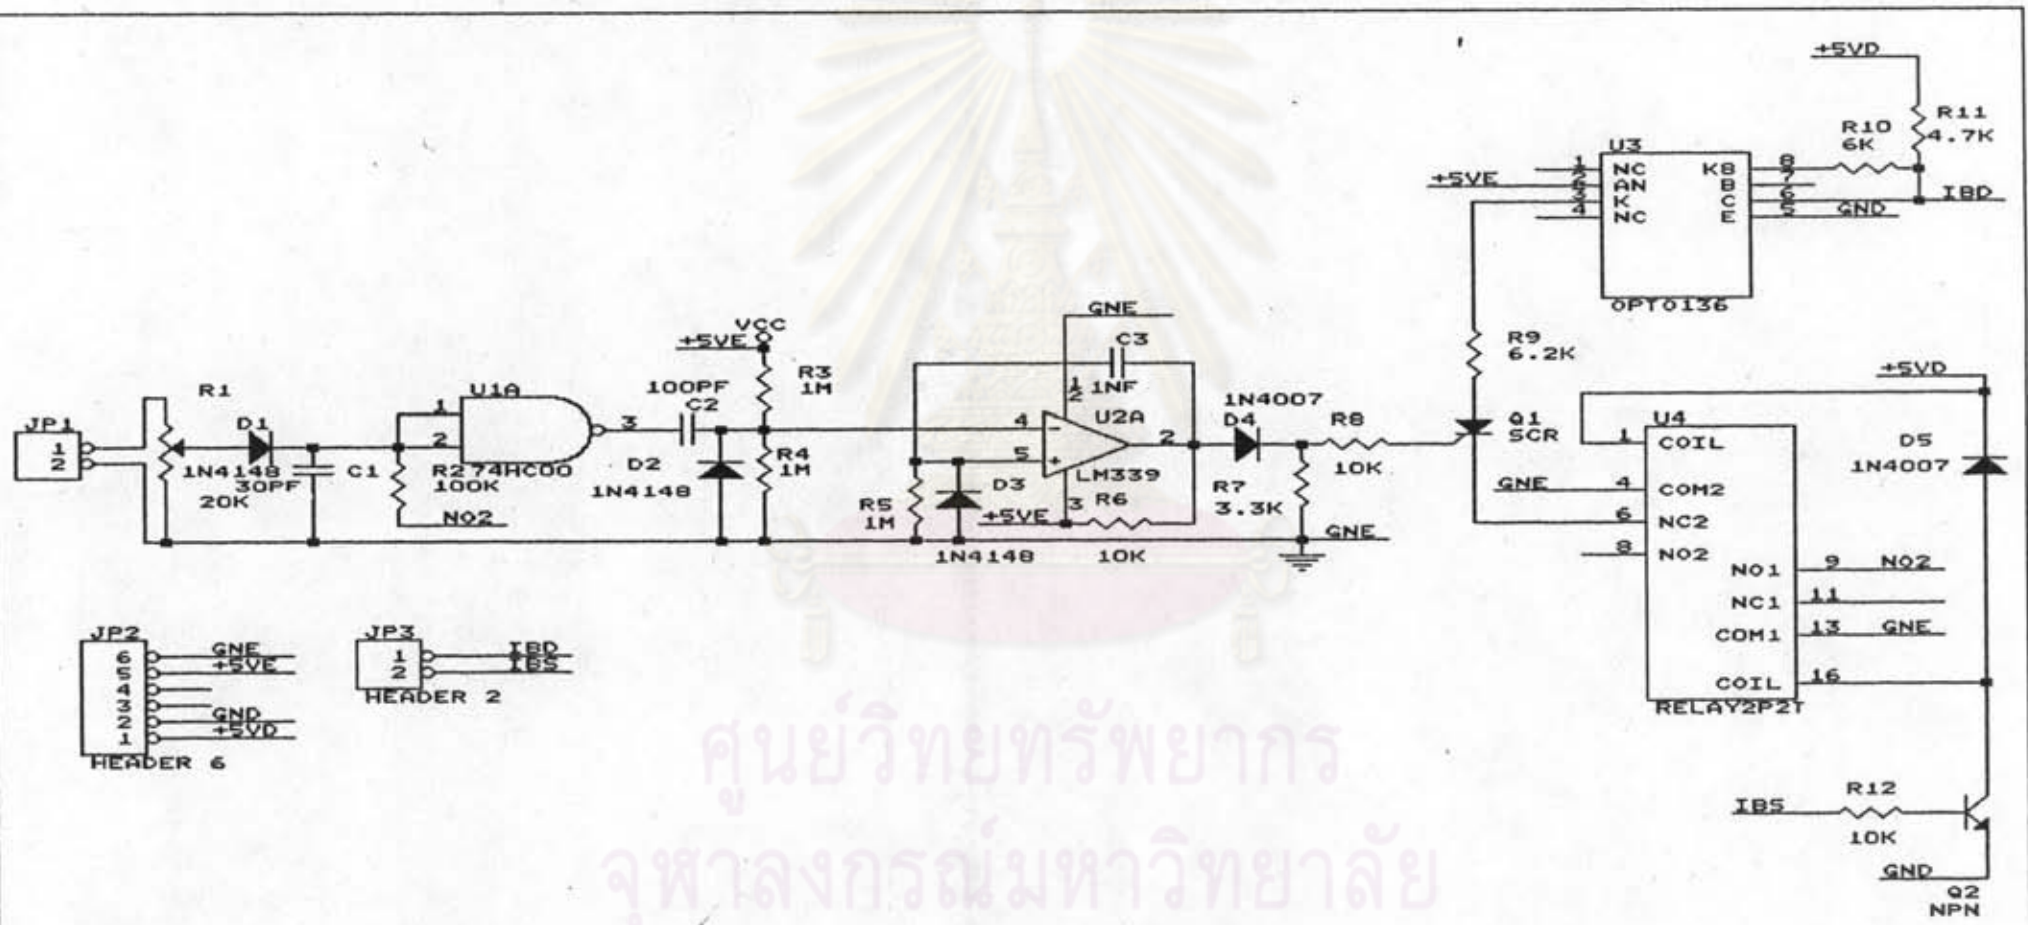 +5VD
R11
4.7K
R10
6K
U3
1 NC K8 8
+5VE 2 AN B 7
3 K C 6 IBD
4 NC E 5 GND
OPTO136
R9
6.2K
Q1
SCR
JP1
1
2
R1
20K
D1
1N4148
30PF C1
1
2
U1A
3
74HC00
R2
100K
NO2
100PF
C2
D2
1N4148
VCC
+5VE
R3
1M
R4
1M
GNE
C3
1NF
12
U2A
4 -
5 +
2
LM339
3
+5VE
R6
10K
R5
1M
D3
1N4148
1N4007
D4
R8
10K
R7
3.3K
GNE
+5VD
U4
1 COIL
GNE 4 COM2
6 NC2
8 NO2
NO1 9 NO2
NC1 11
COM1 13 GNE
COIL 16
RELAY2P2T
D5
1N4007
JP2
6 GNE
5 +5VE
4
3
2 GND
1 +5VD
HEADER 6
JP3
1 IBD
2 IBS
HEADER 2
IBS
R12
10K
GND
Q2
NPN
ศูนย์วิทยทรัพยากร
จุฬาลงกรณ์มหาวิทยาลัย